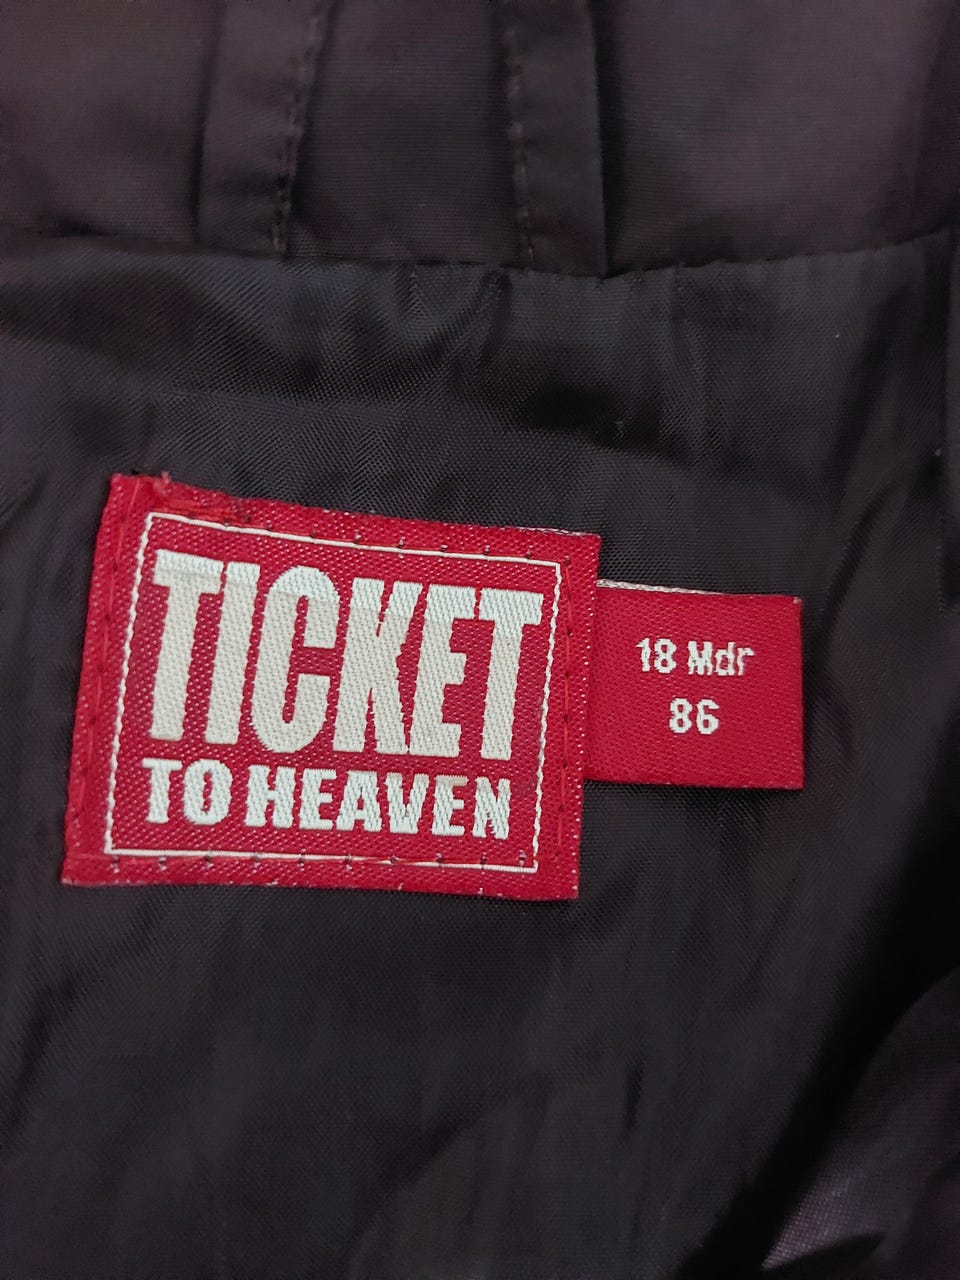 TICKET
TO HEAVEN
18 Mdr
86